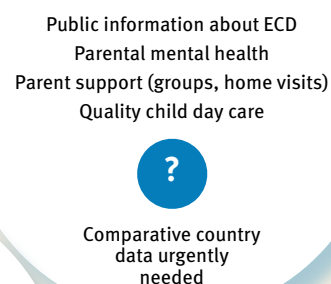 Public information about ECD
Parental mental health
Parent support (groups, home visits)
Quality child day care
?
Comparative country
data urgently
needed